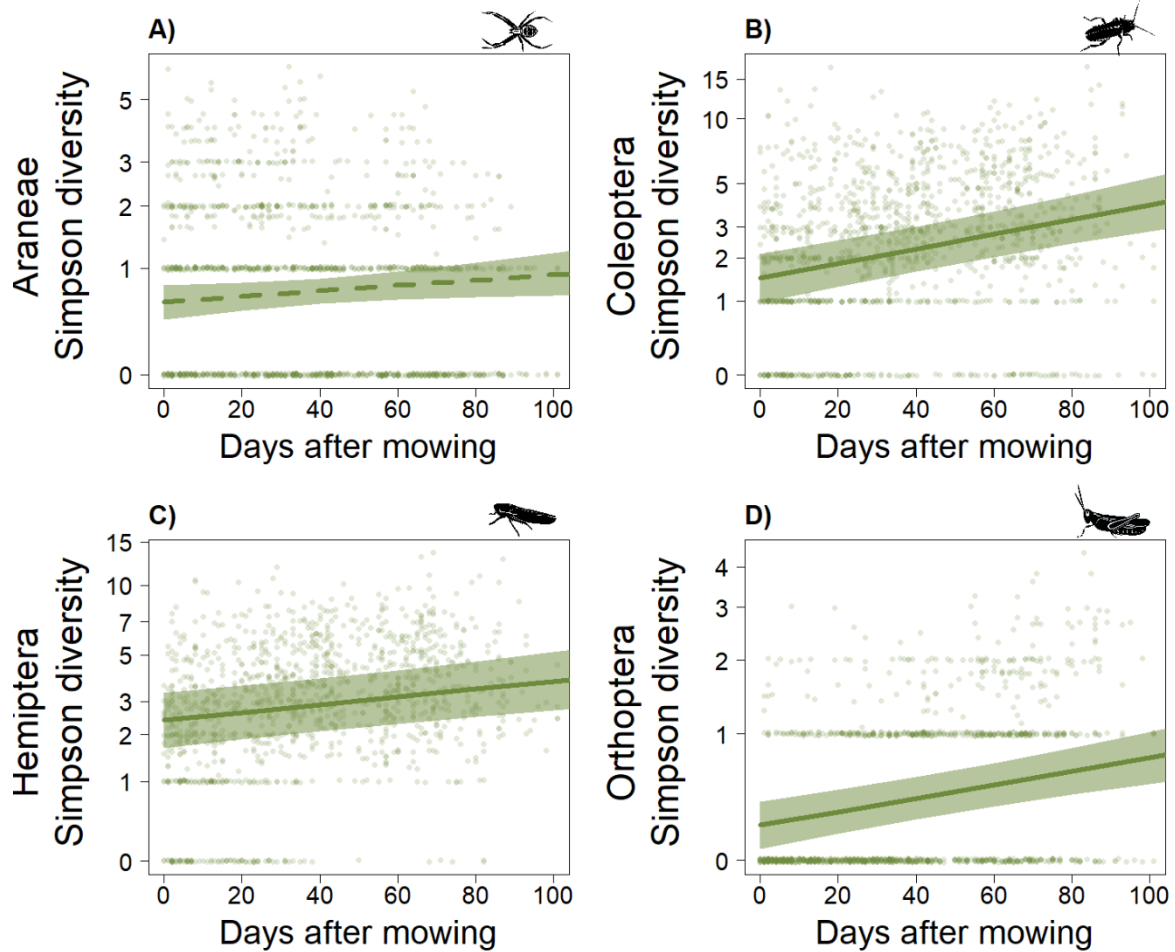 A)
Araneae
Simpson diversity
5
3
2
1
0
0 20 40 60 80 100
Days after mowing
B)
Coleoptera
Simpson diversity
15
10
5
3
2
1
0
0 20 40 60 80 100
Days after mowing
C)
Hemiptera
Simpson diversity
15
10
7
5
3
2
1
0
0 20 40 60 80 100
Days after mowing
D)
Orthoptera
Simpson diversity
4
3
2
1
0
0 20 40 60 80 100
Days after mowing